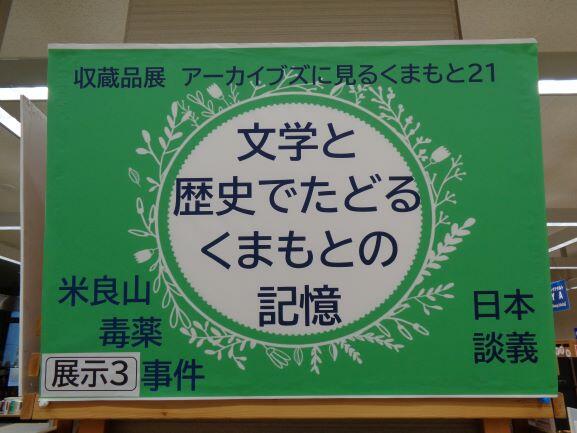 収蔵品展 アーカイブズに見るくまもと21
文学と
歴史でたどる
くまもとの
記憶
米良山
毒薬
事件
展示3
日本
談義